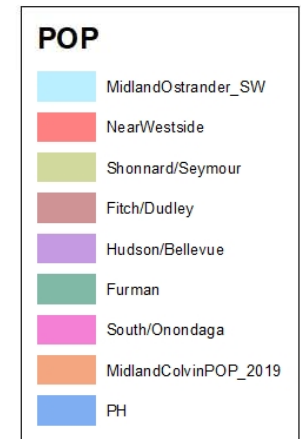 POP
MidlandOstrander_SW
NearWestside
Shonnard/Seymour
Fitch/Dudley
Hudson/Bellevue
Furman
South/Onondaga
MidlandColvinPOP_2019
PH